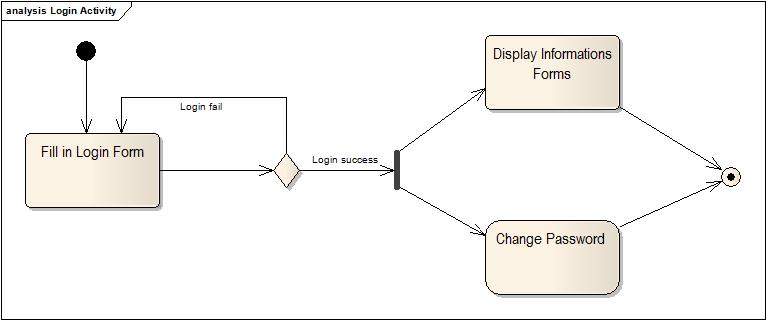 analysis Login Activity
Display Informations
Forms
Login fail
Fill in Login Form
Login success
Change Password